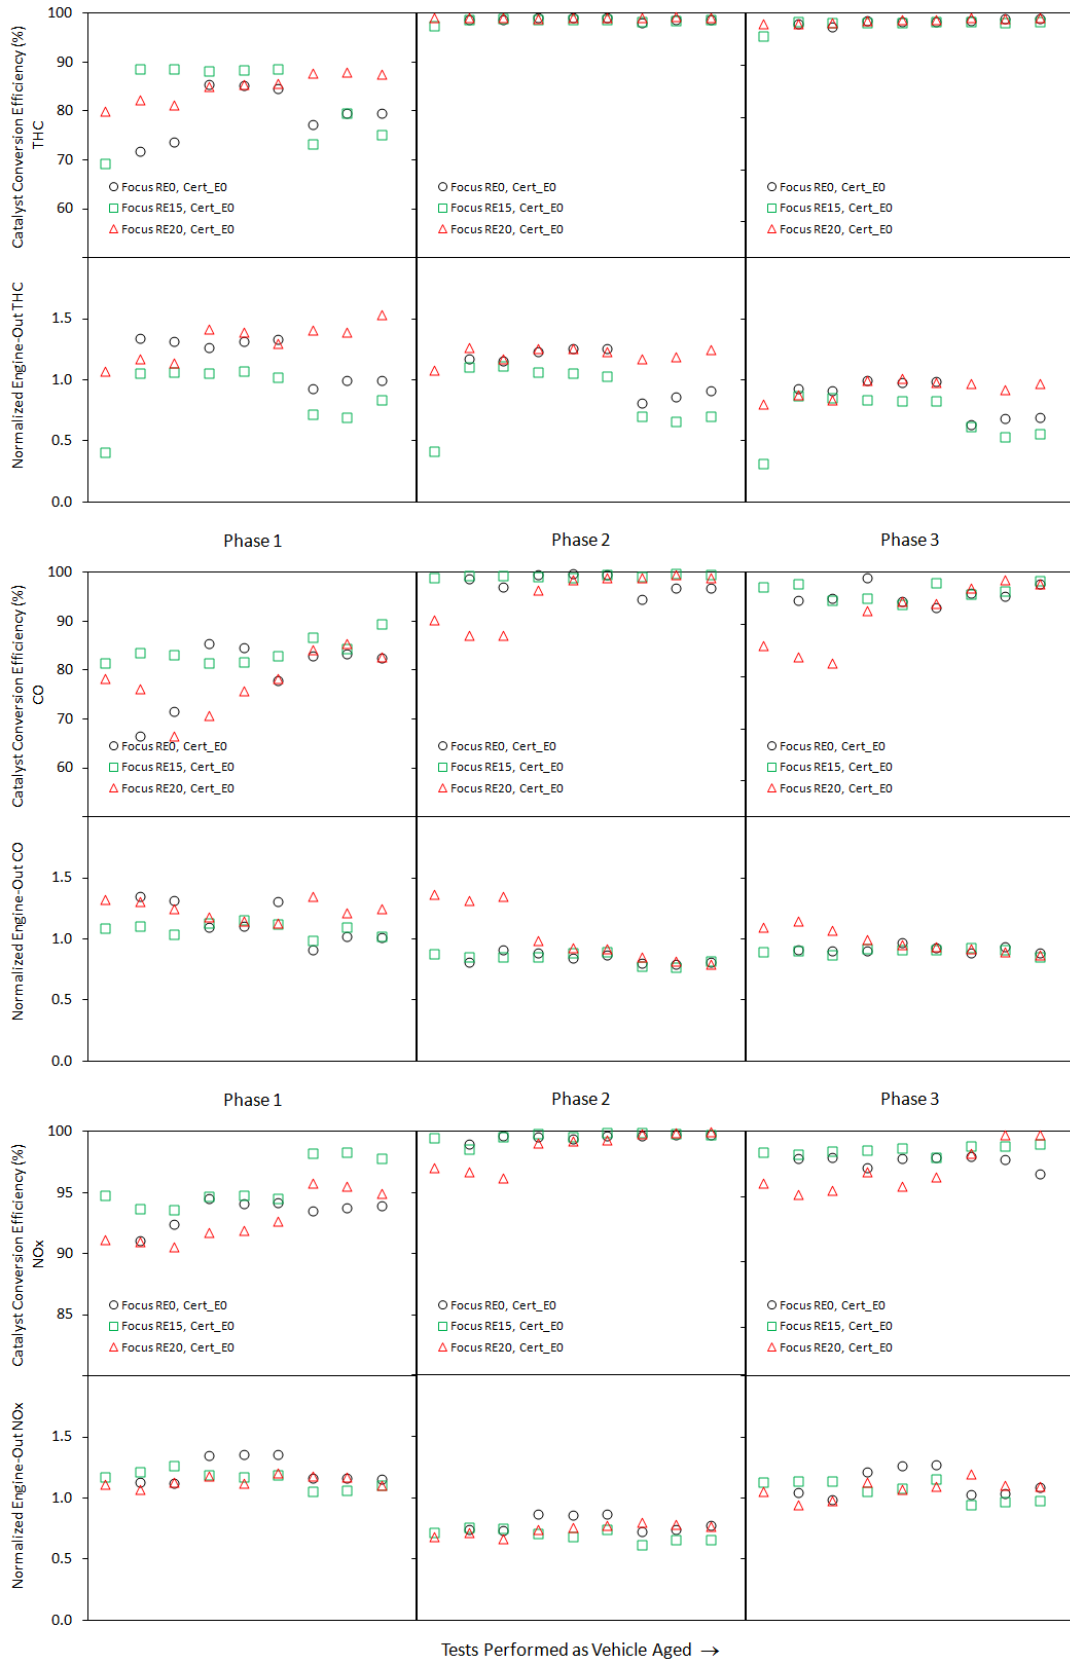 Catalyst Conversion Efficiency (%)
THC
100
90
80
70
60
Focus RE0, Cert_E0
Focus RE15, Cert_E0
Focus RE20, Cert_E0
Focus RE0, Cert_E0
Focus RE15, Cert_E0
Focus RE20, Cert_E0
Focus RE0, Cert_E0
Focus RE15, Cert_E0
Focus RE20, Cert_E0
Normalized Engine-Out THC
1.5
1.0
0.5
0.0
Phase 1
Phase 2
Phase 3
Catalyst Conversion Efficiency (%)
CO
100
90
80
70
60
Focus RE0, Cert_E0
Focus RE15, Cert_E0
Focus RE20, Cert_E0
Focus RE0, Cert_E0
Focus RE15, Cert_E0
Focus RE20, Cert_E0
Focus RE0, Cert_E0
Focus RE15, Cert_E0
Focus RE20, Cert_E0
Normalized Engine-Out CO
1.5
1.0
0.5
0.0
Phase 1
Phase 2
Phase 3
Catalyst Conversion Efficiency (%)
NOx
100
95
90
85
Focus RE0, Cert_E0
Focus RE15, Cert_E0
Focus RE20, Cert_E0
Focus RE0, Cert_E0
Focus RE15, Cert_E0
Focus RE20, Cert_E0
Focus RE0, Cert_E0
Focus RE15, Cert_E0
Focus RE20, Cert_E0
Normalized Engine-Out NOx
1.5
1.0
0.5
0.0
Tests Performed as Vehicle Aged →